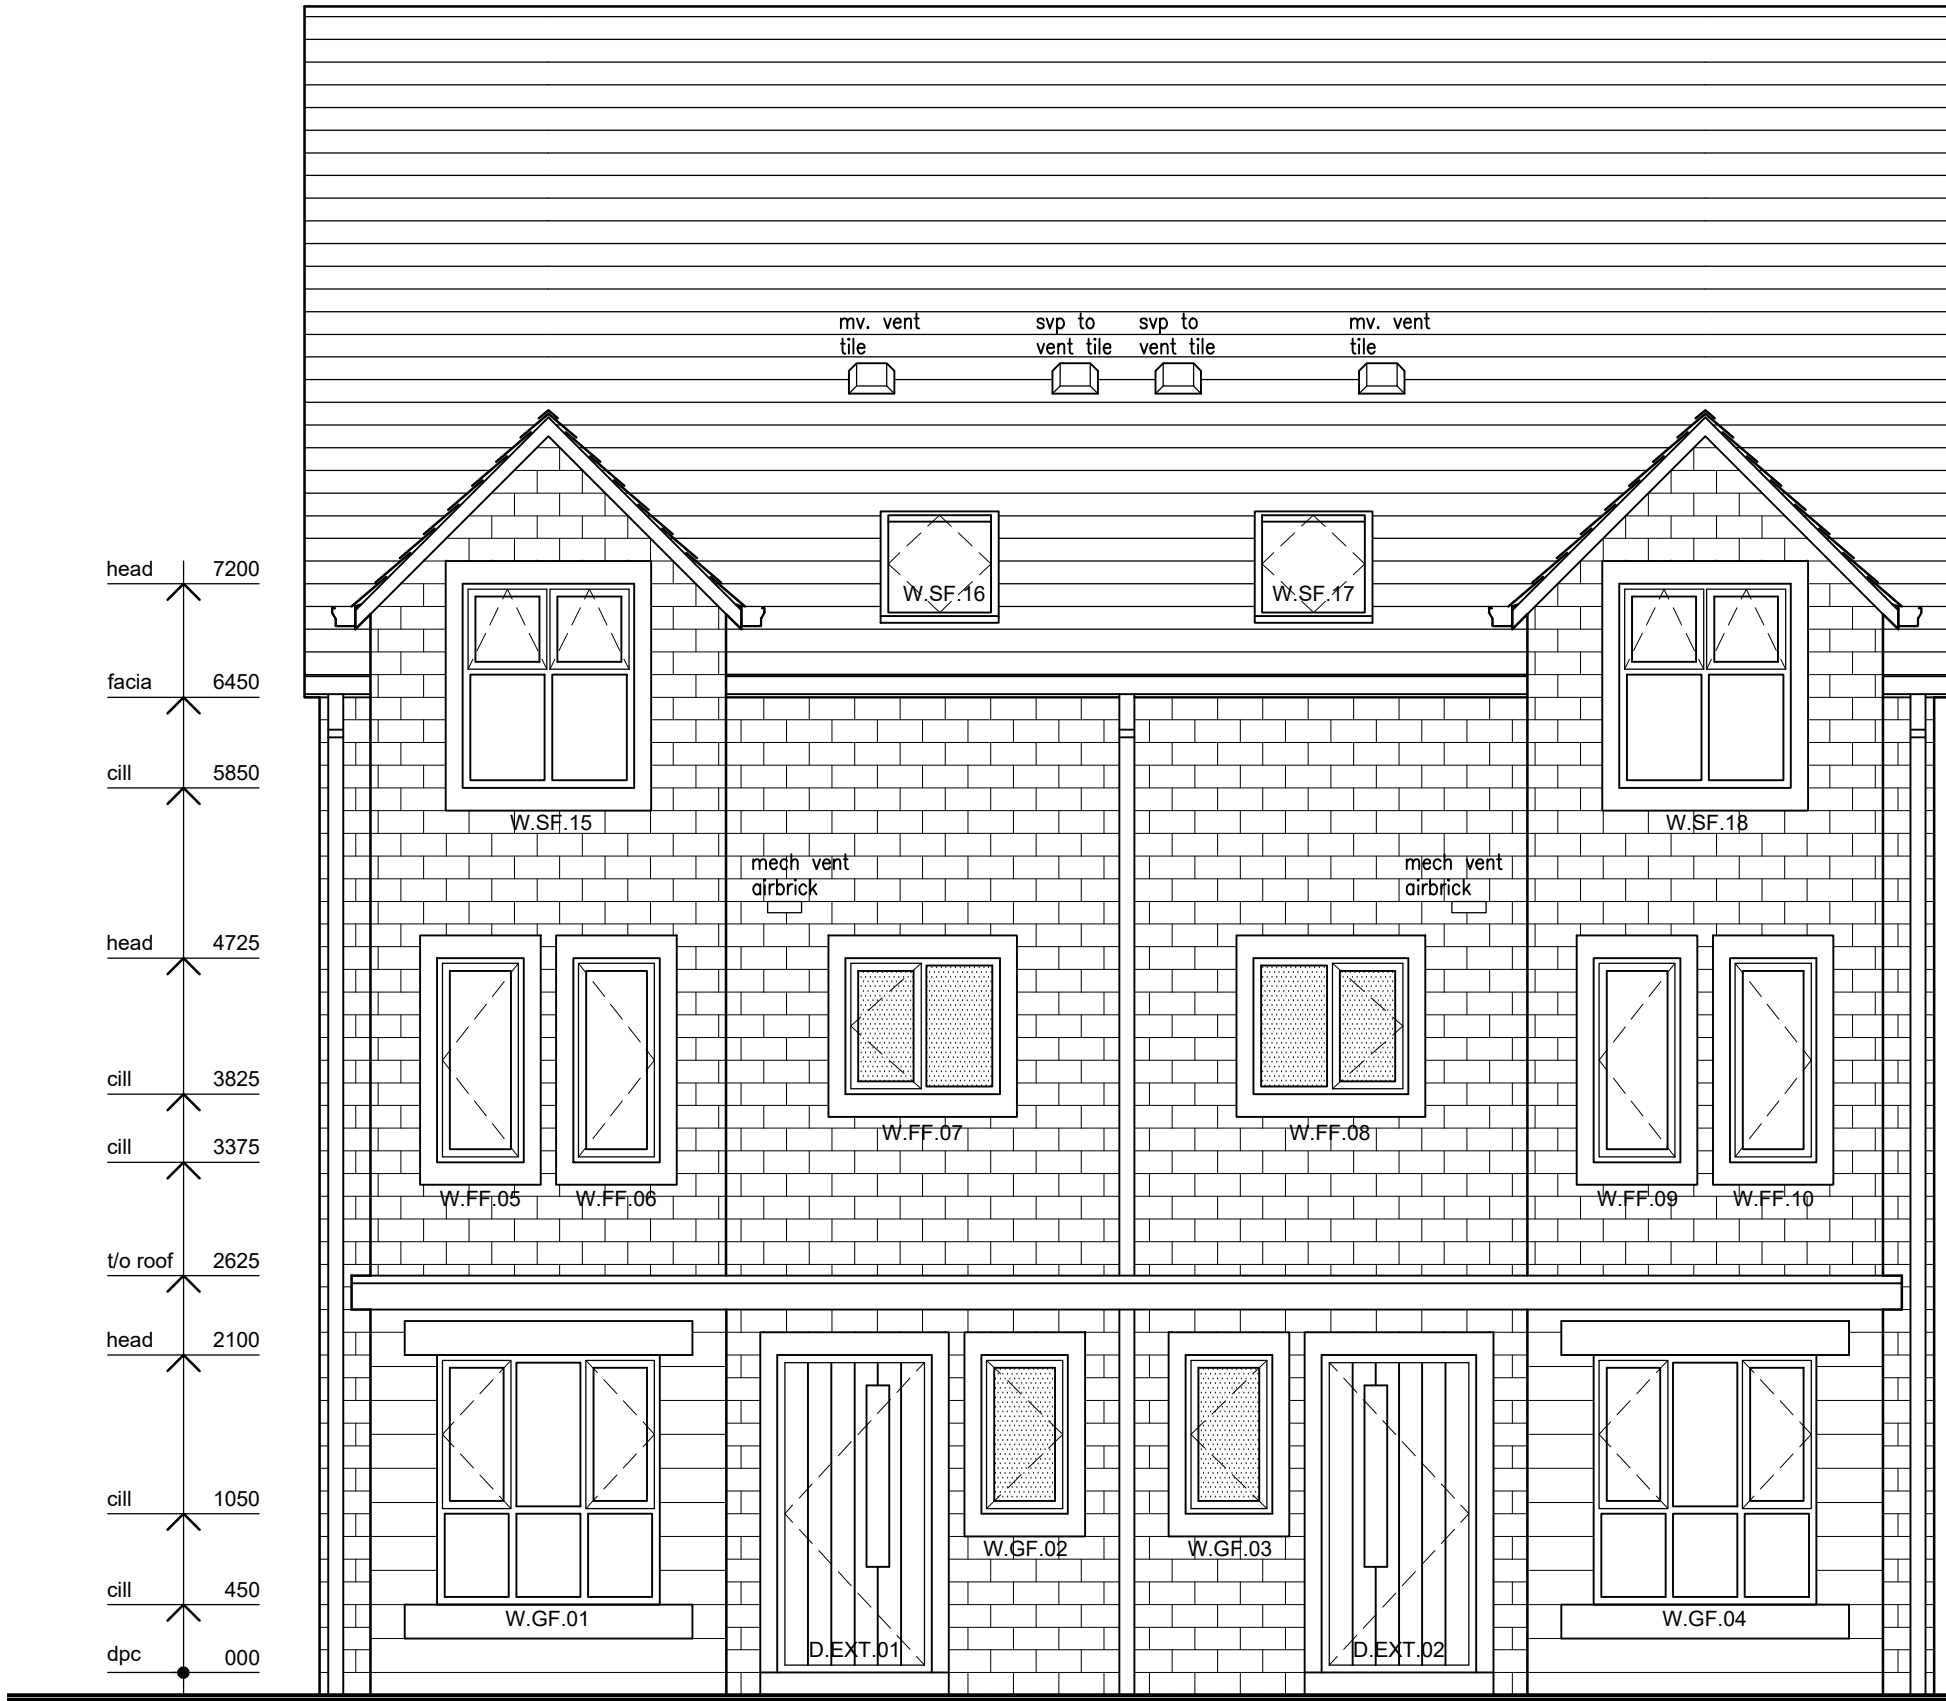 mv. vent
tile
svp to
vent tile
svp to
vent tile
mv. vent
tile
head 7200
W.SF.16
W.SF.17
facia 6450
cill 5850
W.SF.15
W.SF.18
mech vent
airbrick
mech vent
airbrick
head 4725
cill 3825
W.FF.07
W.FF.08
cill 3375
W.FF.05
W.FF.06
W.FF.09
W.FF.10
t/o roof 2625
head 2100
cill 1050
W.GF.02
W.GF.03
cill 450
W.GF.01
W.GF.04
dpc 000
D.EXT.01
D.EXT.02